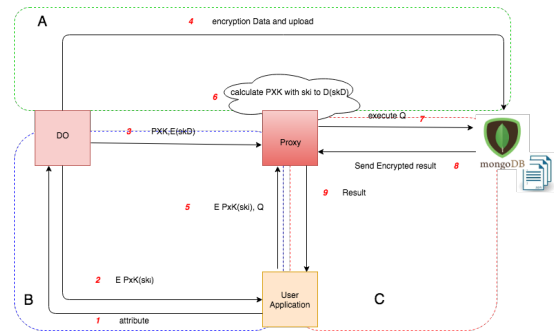 4 encryption Data and upload
A
6 calculate PXK with ski to D(skD)
execute Q 7
DO
3 PXK,E(skD)
Proxy
mongoDB
Send Encrypted result 8
9 Result
5 E PxK(ski), Q
2 E PxK(ski)
B
User
Application
C
1 attribute